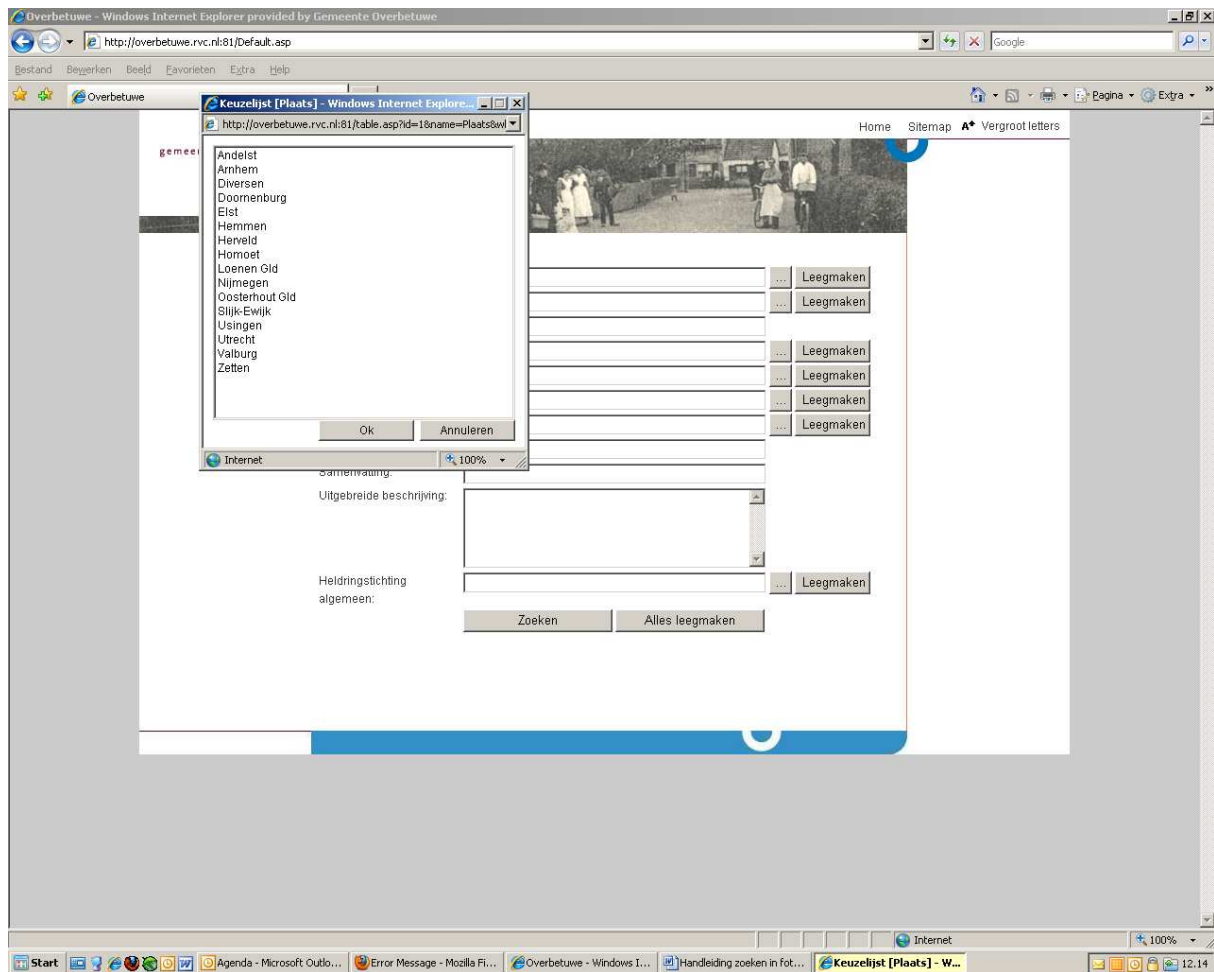 Overbetuwe - Windows Internet Explorer provided by Gemeente Overbetuwe
http://overbetuwe.rvc.nl:81/Default.asp
Google
Bestand Bewerken Beeld Favorieten Extra Help
Overbetuwe
Pagina Extra
Keuzelijst [Plaats] - Windows Internet Explore...
http://overbetuwe.rvc.nl:81/table.asp?id=1&name=Plaats&wl
Home Sitemap A+ Vergroot letters
gemee
Andelst
Arnhem
Diversen
Doornenburg
Elst
Hemmen
Herveld
Homoet
Loenen Gld
Nijmegen
Oosterhout Gld
Slijk-Ewijk
Usingen
Utrecht
Valburg
Zetten
Ok Annuleren
Internet 100%
... Leegmaken
... Leegmaken
... Leegmaken
... Leegmaken
... Leegmaken
... Leegmaken
Samenvatting:
Uitgebreide beschrijving:
Heldringstichting
algemeen:
... Leegmaken
Zoeken Alles leegmaken
Internet 100%
Start Agenda - Microsoft Outlo... Error Message - Mozilla Fi... Overbetuwe - Windows I... Handleiding zoeken in fot... Keuzelijst [Plaats] - W... 12.14